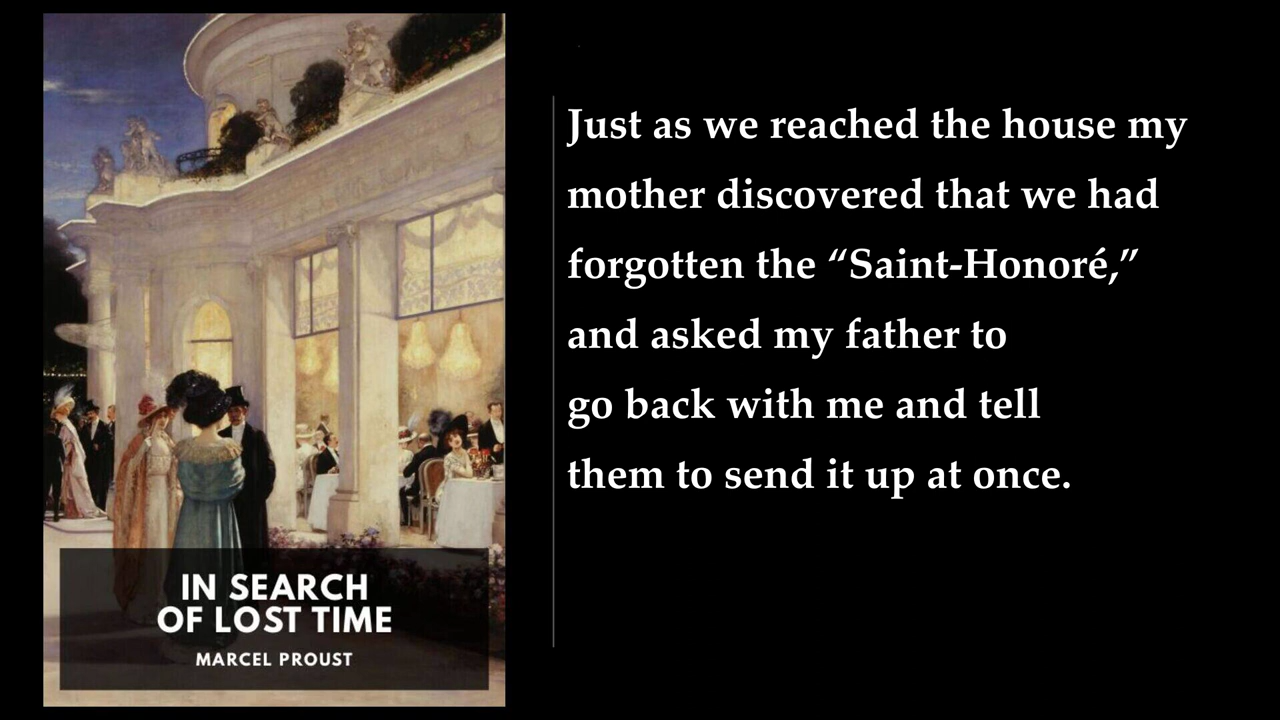 Just as we reached the house my
mother discovered that we had
forgotten the “Saint-Honoré,”
and asked my father to
go back with me and tell
them to send it up at once.
IN SEARCH
OF LOST TIME
MARCEL PROUST